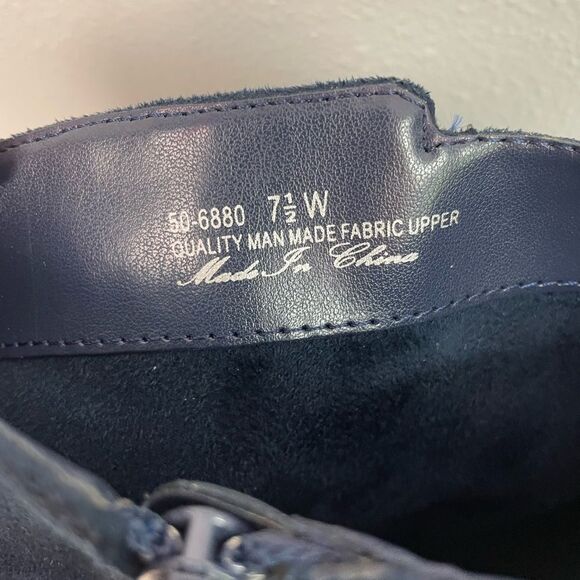 50-6880 7½ W
QUALITY MAN MADE FABRIC UPPER
Made In China